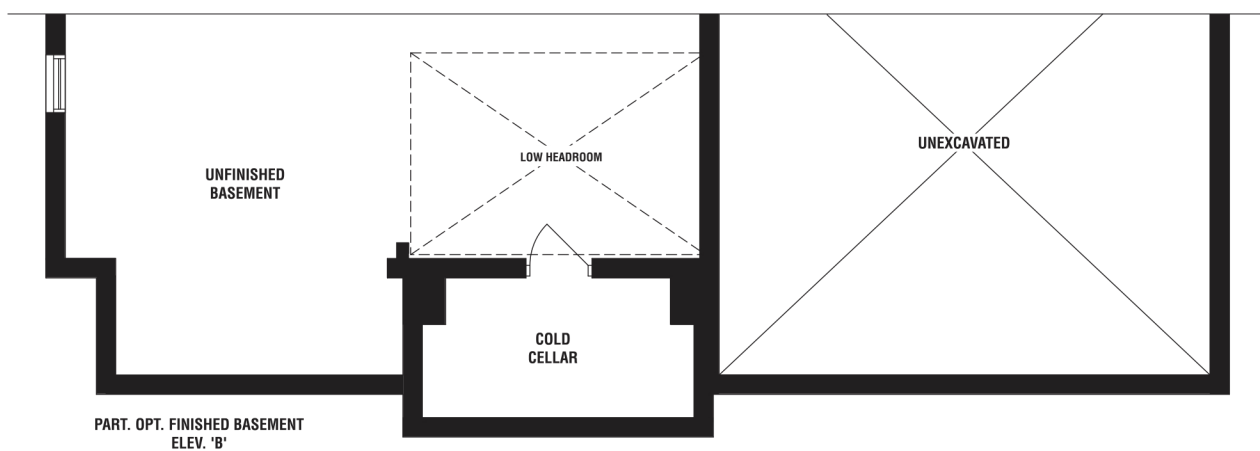 UNFINISHED
BASEMENT
LOW HEADROOM
UNEXCAVATED
COLD
CELLAR
PART. OPT. FINISHED BASEMENT
ELEV. 'B'